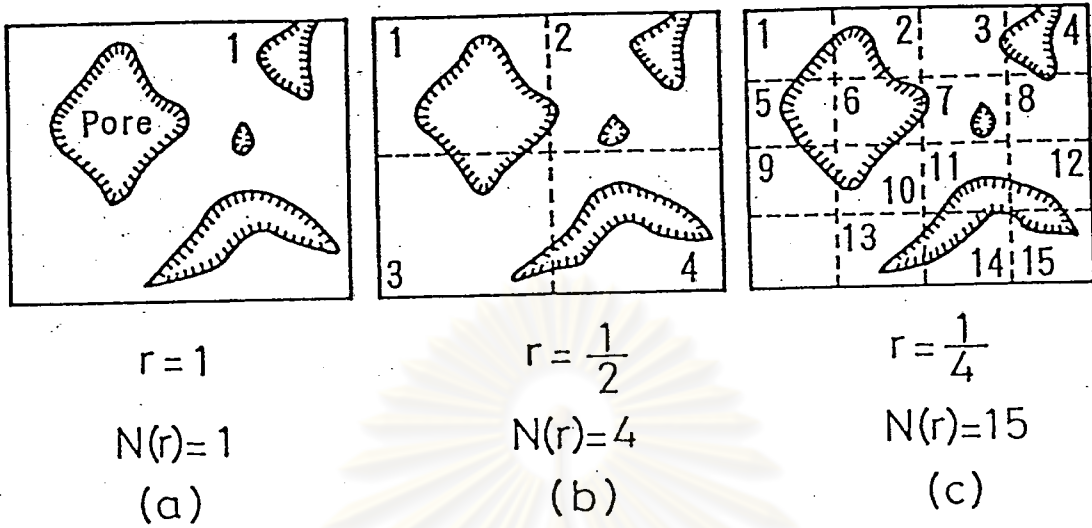 1
Pore
1 2
3 4
1 2 3 4
5 6 7 8
9 10 11 12
13 14 15
r = 1
N(r)= 1
(a)
r = 1/2
N(r)= 4
(b)
r = 1/4
N(r)=15
(c)